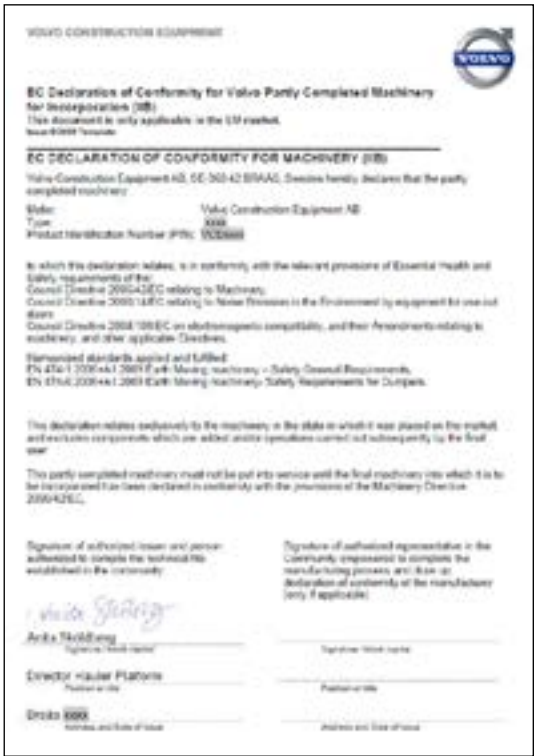 VOLVO CONSTRUCTION EQUIPMENT
VOLVO
EC Declaration of Conformity for Volvo Partly Completed Machinery
for Incorporation (IIB)
This document is only applicable in the EU market.
EC DECLARATION OF CONFORMITY FOR MACHINERY (IIB)
Volvo Construction Equipment AB, SE-360 42 BRAAS, Sweden hereby declares that the partly
completed machinery:
Make: Volvo Construction Equipment AB
Type: xxxx
Product Identification Number (PIN):
to which this declaration relates, is in conformity with the relevant provisions of Essential Health and
Safety requirements of the:
Council Directive 2006/42/EC relating to Machinery,
Council Directive 2000/14/EC relating to Noise Emission in the Environment by equipment for use out
doors
Council Directive 2004/108/EC on electromagnetic compatibility, and their Amendments relating to
machinery, and other applicable Directives.
Harmonized standards applied and fulfilled:
EN 474-1:2006+A1:2009 Earth Moving machinery – Safety General Requirements,
EN 474-6:2006+A1:2009 Earth Moving machinery- Safety Requirements for Dumpers.
This declaration relates exclusively to the machinery in the state in which it was placed on the market,
and excludes components which are added and/or operations carried out subsequently by the final
user
This partly completed machinery must not be put into service until the final machinery into which it is to
be incorporated has been declared in conformity with the provisions of the Machinery Directive
2006/42/EC.
Signature of authorized issuer and person
authorized to compile the technical file
established in the community:
Signature of authorized representative in the
Community empowered to complete the
manufacturing process and draw up
declaration of conformity of the manufacturer
(only if applicable)
Anita Sköldberg
Director Hauler Platform
Position or title
Position or title
Braås xxxx
Address and Date of Issue
Address and Date of Issue